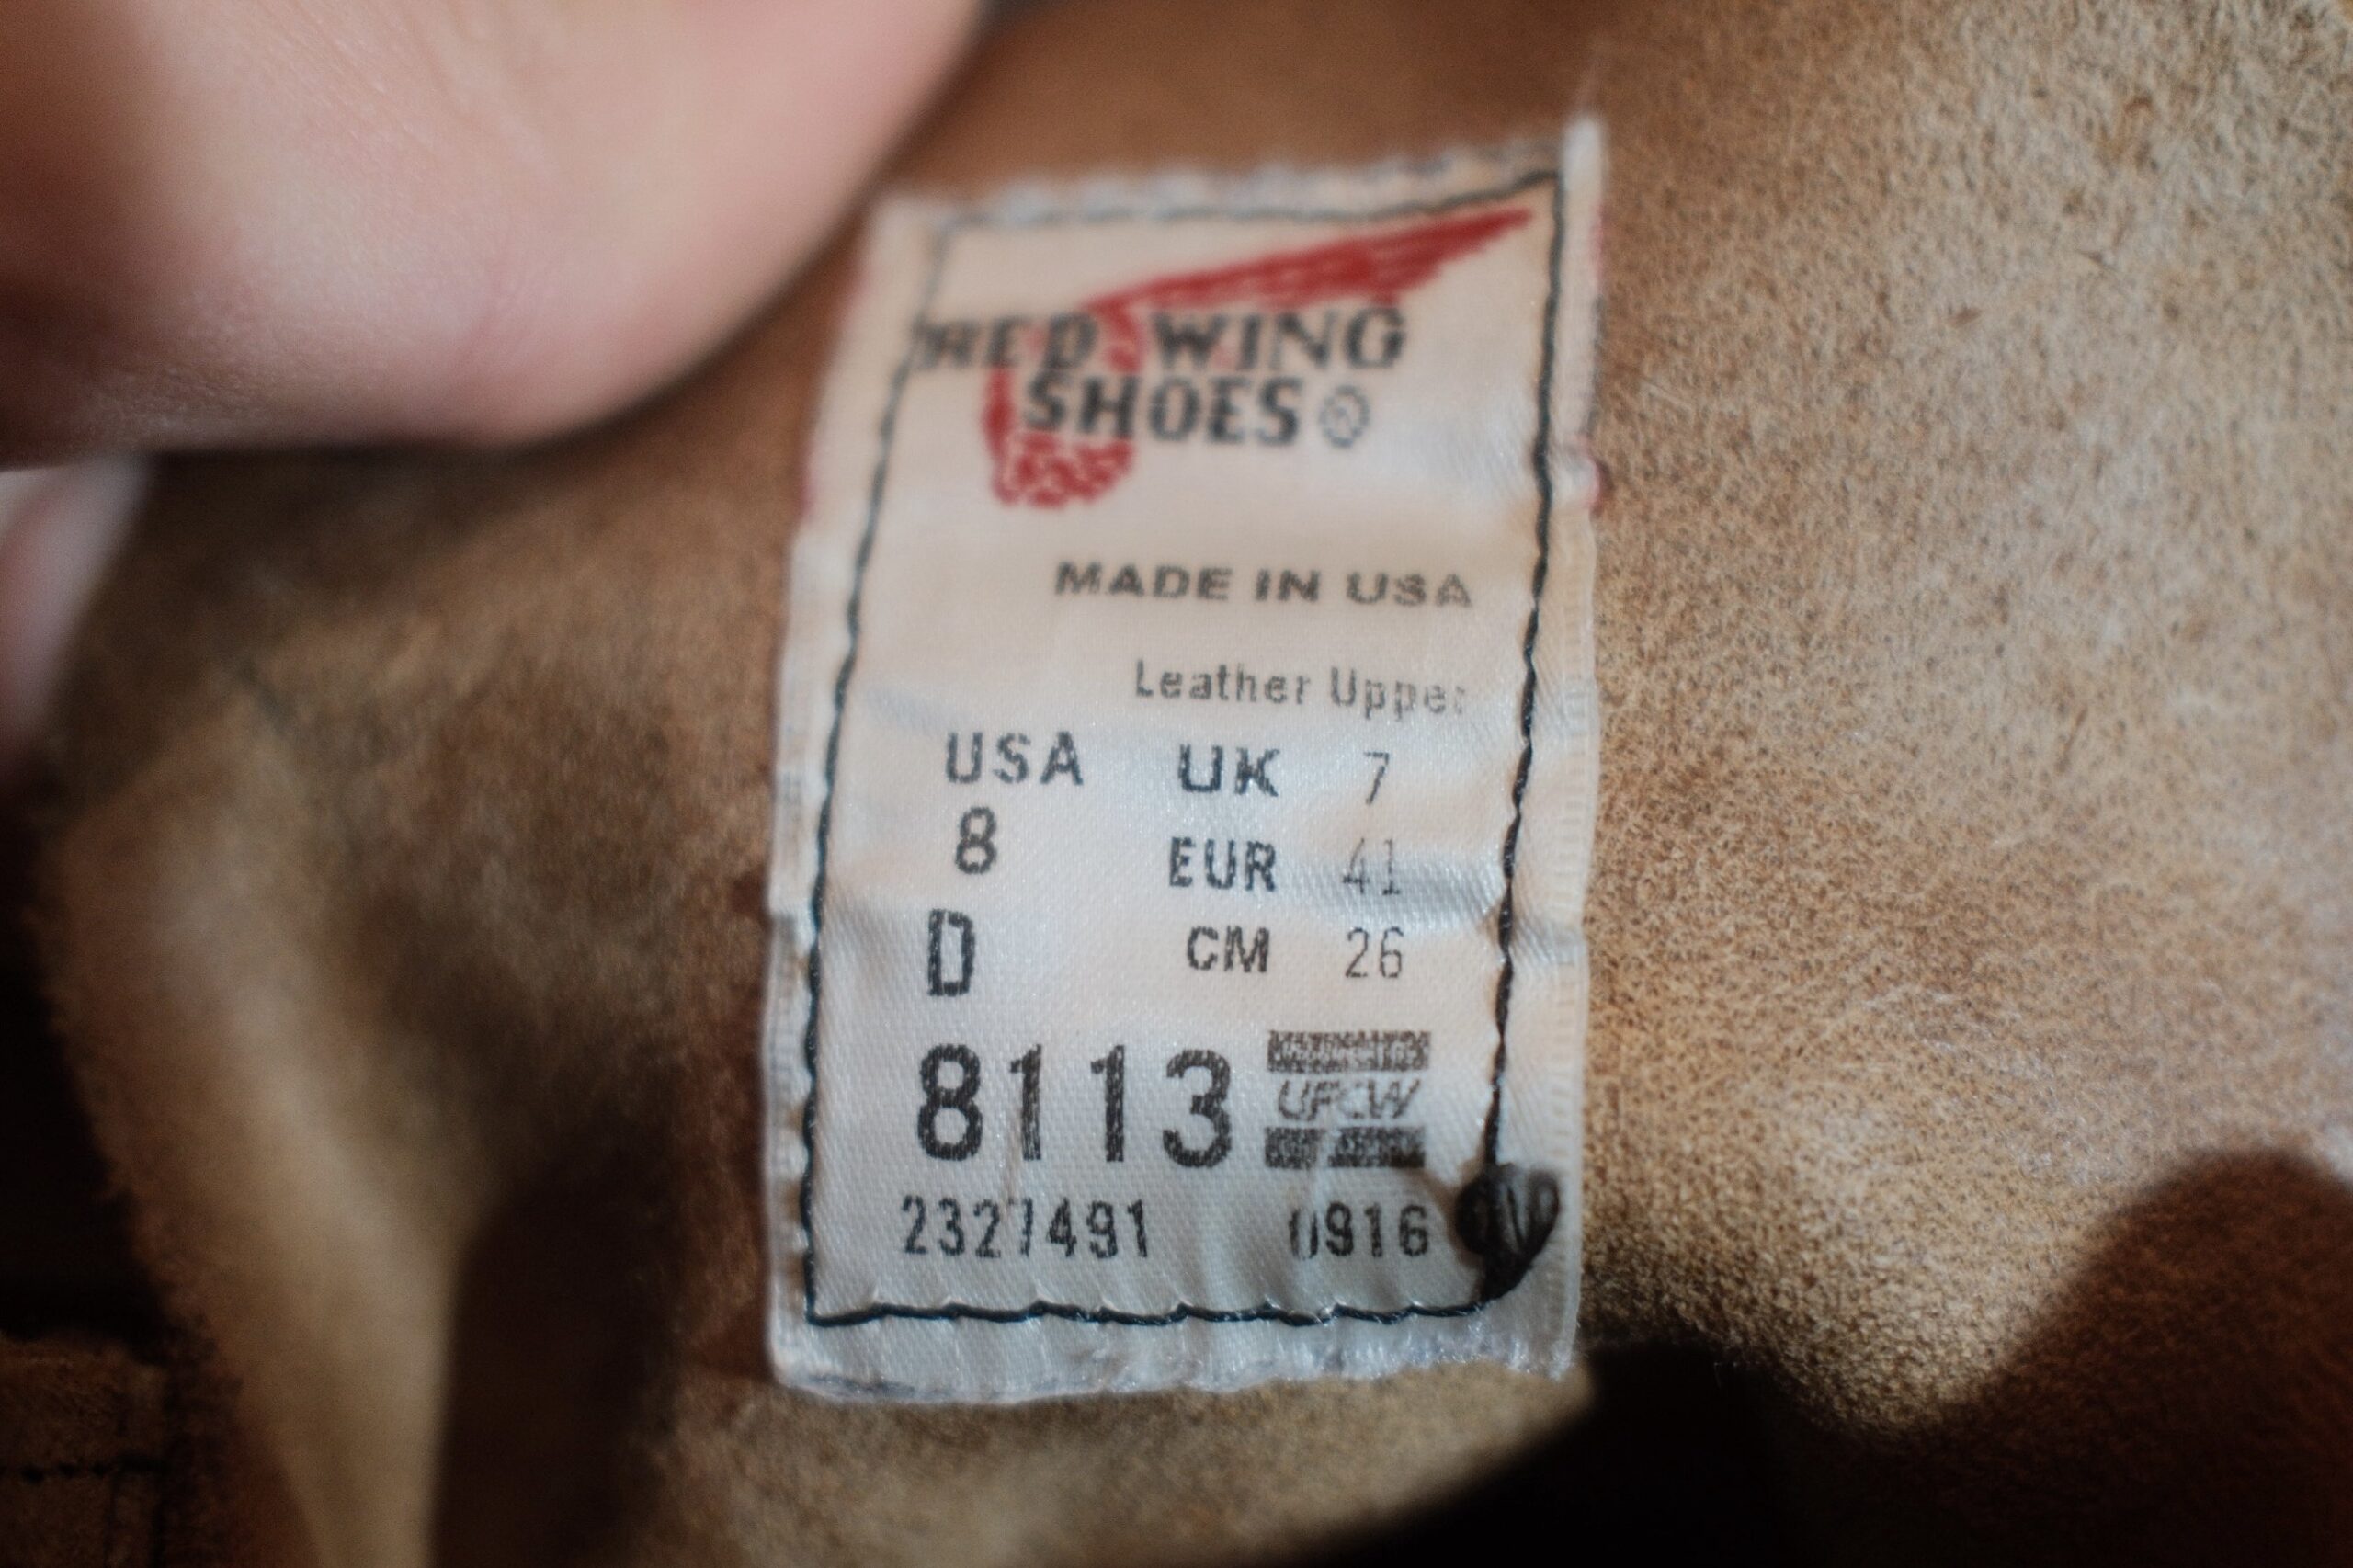 RED WING
SHOES®
MADE IN USA
Leather Upper
USA UK 7
8 EUR 41
D CM 26
8113 UFCW
2327491 0916